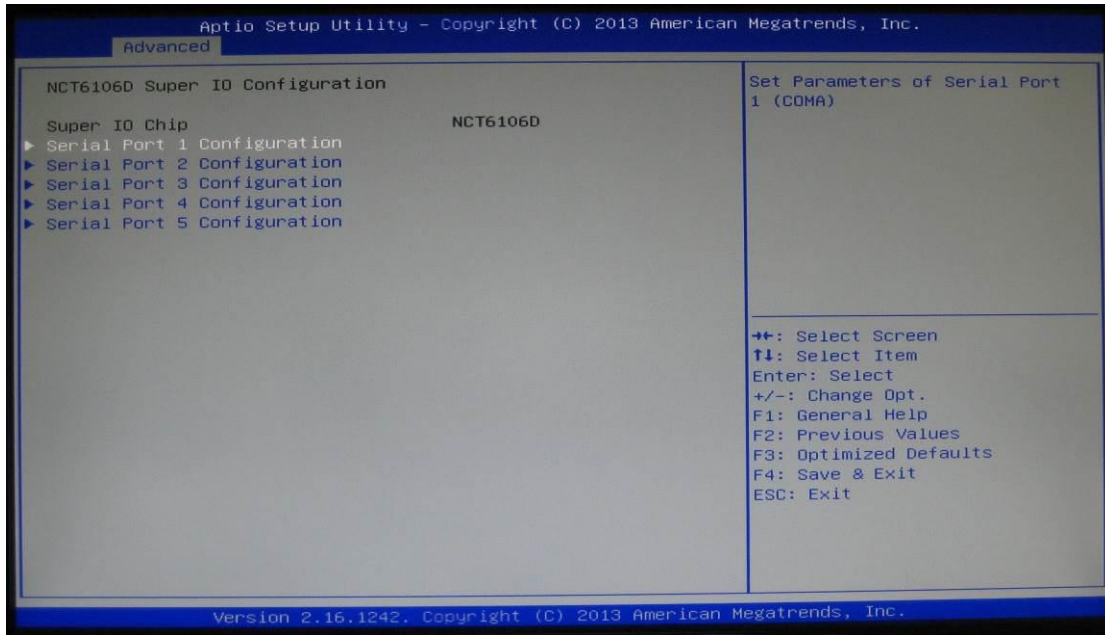 Aptio Setup Utility – Copyright (C) 2013 American Megatrends, Inc.
Advanced
NCT6106D Super IO Configuration
Super IO Chip NCT6106D
▶ Serial Port 1 Configuration
▶ Serial Port 2 Configuration
▶ Serial Port 3 Configuration
▶ Serial Port 4 Configuration
▶ Serial Port 5 Configuration
Set Parameters of Serial Port
1 (COMA)
→←: Select Screen
↑↓: Select Item
Enter: Select
+/-: Change Opt.
F1: General Help
F2: Previous Values
F3: Optimized Defaults
F4: Save & Exit
ESC: Exit
Version 2.16.1242. Copyright (C) 2013 American Megatrends, Inc.